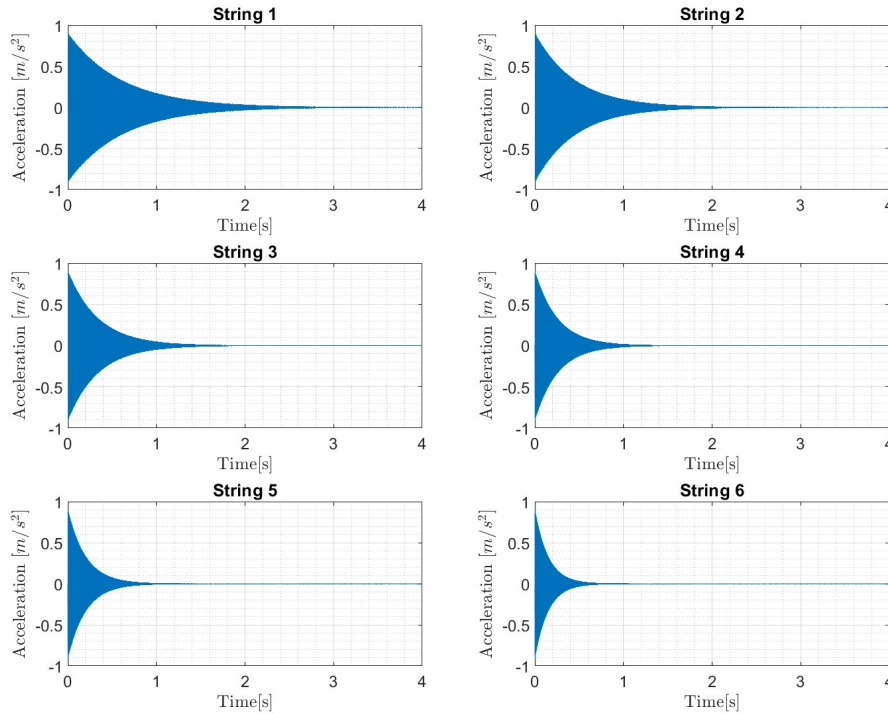 String 1
Acceleration [m/s²]
1
0.5
0
-0.5
-1
0 1 2 3 4
Time[s]
String 2
Acceleration [m/s²]
1
0.5
0
-0.5
-1
0 1 2 3 4
Time[s]
String 3
Acceleration [m/s²]
1
0.5
0
-0.5
-1
0 1 2 3 4
Time[s]
String 4
Acceleration [m/s²]
1
0.5
0
-0.5
-1
0 1 2 3 4
Time[s]
String 5
Acceleration [m/s²]
1
0.5
0
-0.5
-1
0 1 2 3 4
Time[s]
String 6
Acceleration [m/s²]
1
0.5
0
-0.5
-1
0 1 2 3 4
Time[s]